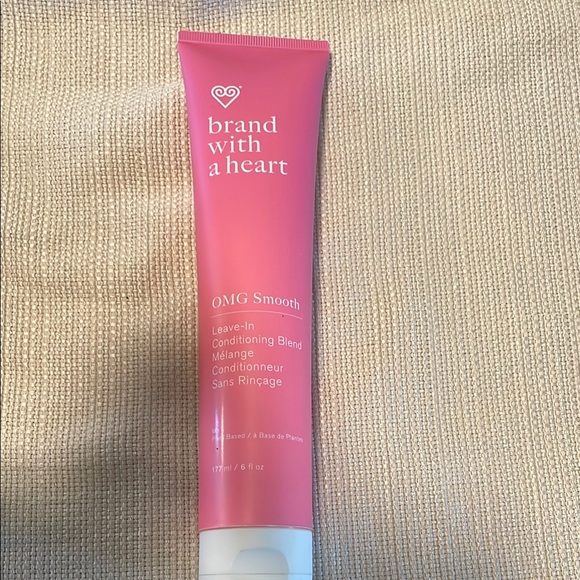 brand
with
a heart
OMG Smooth
Leave-In
Conditioning Blend
Mélange
Conditionneur
Sans Rinçage
Based / à Base de Plantes
177 ml / 6 fl oz